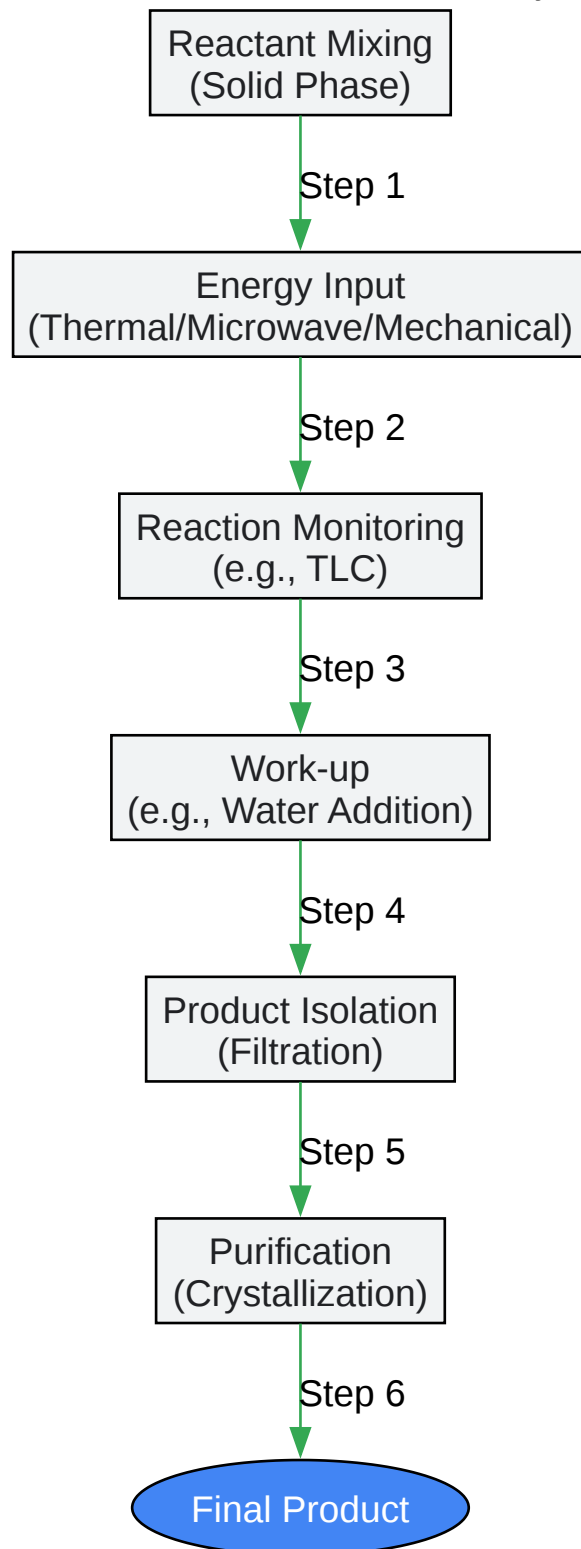 Reactant Mixing
(Solid Phase)
Step 1
Energy Input
(Thermal/Microwave/Mechanical)
Step 2
Reaction Monitoring
(e.g., TLC)
Step 3
Work-up
(e.g., Water Addition)
Step 4
Product Isolation
(Filtration)
Step 5
Purification
(Crystallization)
Step 6
Final Product